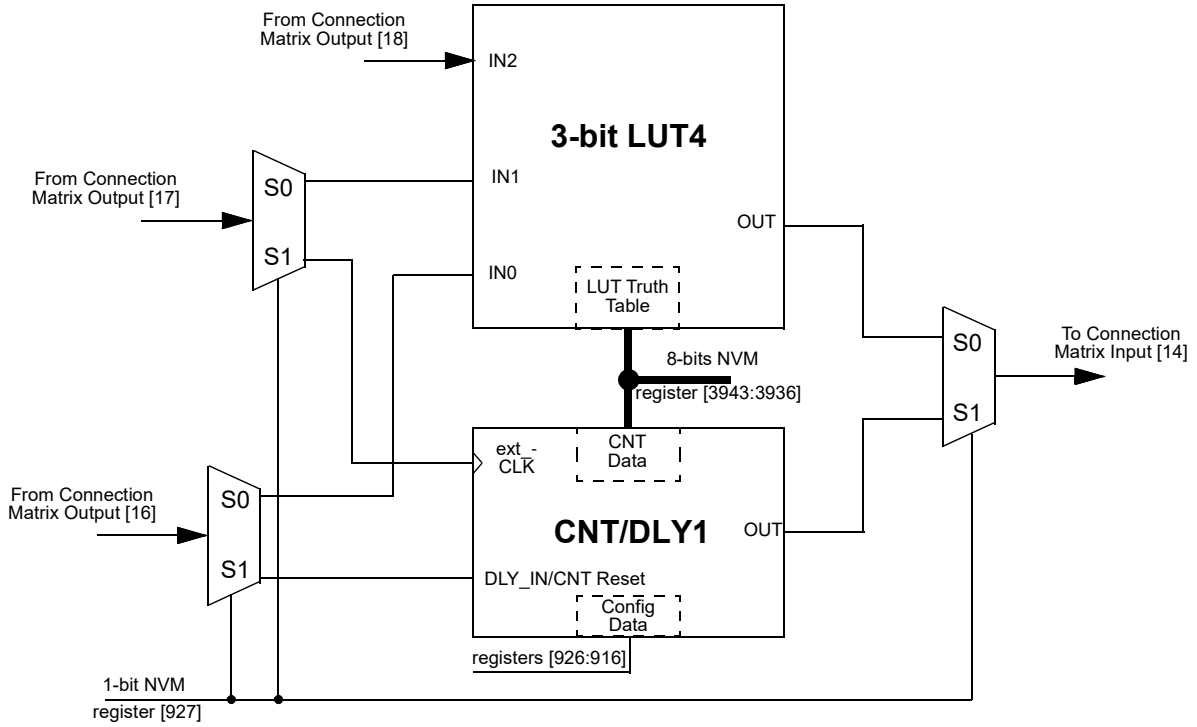 From Connection
Matrix Output [18]
IN2
3-bit LUT4
From Connection
Matrix Output [17]
S0
IN1
S1
OUT
IN0
LUT Truth
Table
S0
To Connection
Matrix Input [14]
8-bits NVM
register [3943:3936]
S1
ext_-
CLK
CNT
Data
From Connection
Matrix Output [16]
S0
CNT/DLY1
OUT
S1
DLY_IN/CNT Reset
Config
Data
registers [926:916]
1-bit NVM
register [927]